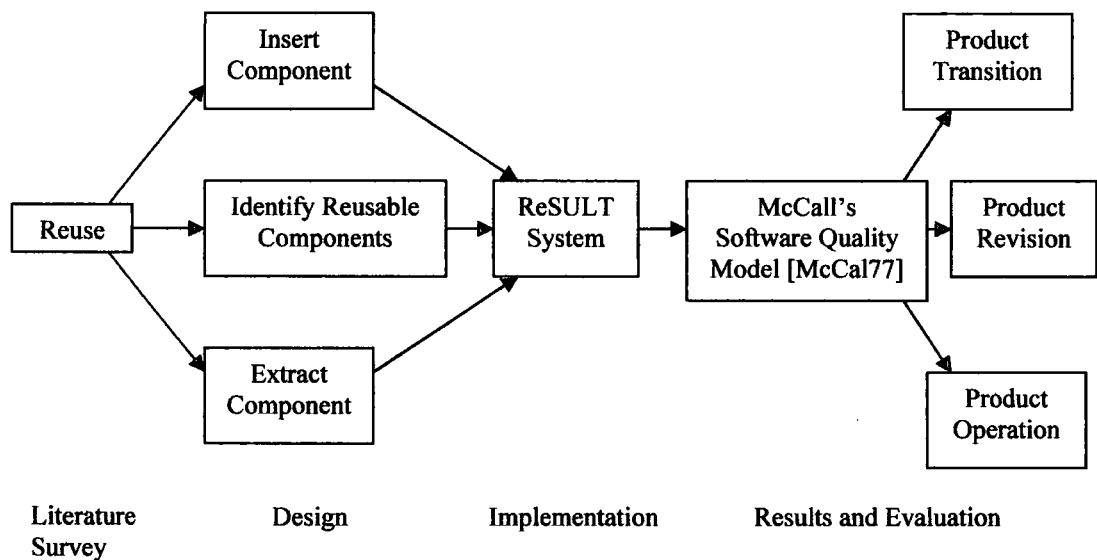 Insert
Component
Product
Transition
Reuse
Identify Reusable
Components
ReSULT
System
McCall's
Software Quality
Model [McCal77]
Product
Revision
Extract
Component
Product
Operation
Literature
Survey
Design
Implementation
Results and Evaluation